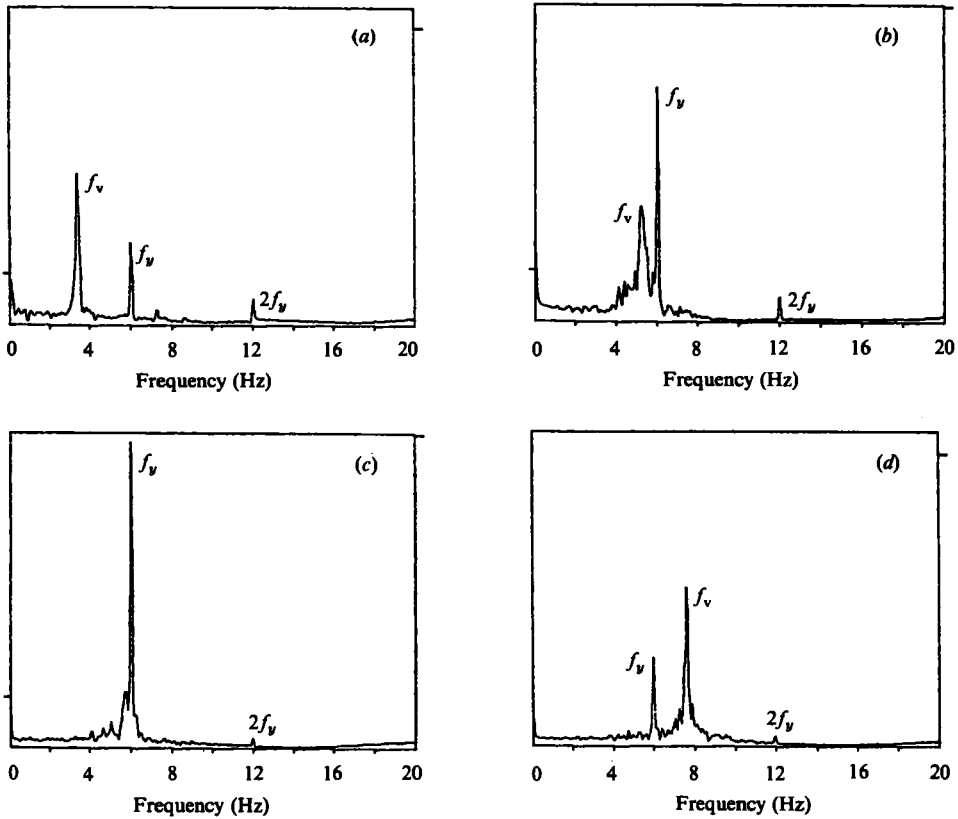 (a)
f_v
f_y
2f_y
0 4 8 12 16 20
Frequency (Hz)
(b)
f_y
f_v
2f_y
0 4 8 12 16 20
Frequency (Hz)
(c)
f_y
2f_y
0 4 8 12 16 20
Frequency (Hz)
(d)
f_v
f_y
2f_y
0 4 8 12 16 20
Frequency (Hz)